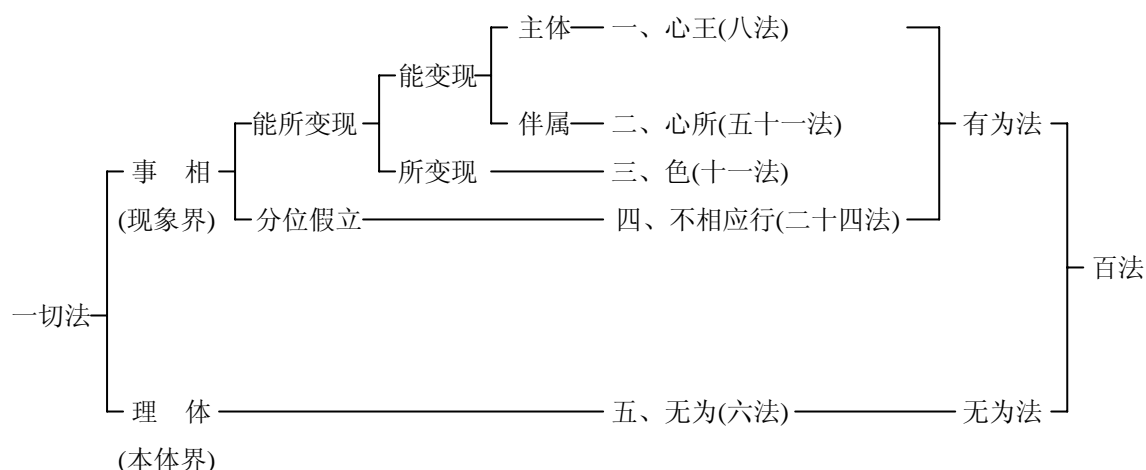 主体 一、心王(八法)
能变现
能所变现 伴属 二、心所(五十一法) 有为法
事 相 所变现 三、色(十一法)
(现象界) 分位假立 四、不相应行(二十四法)
百法
一切法
理 体 五、无为(六法) 无为法
(本体界)